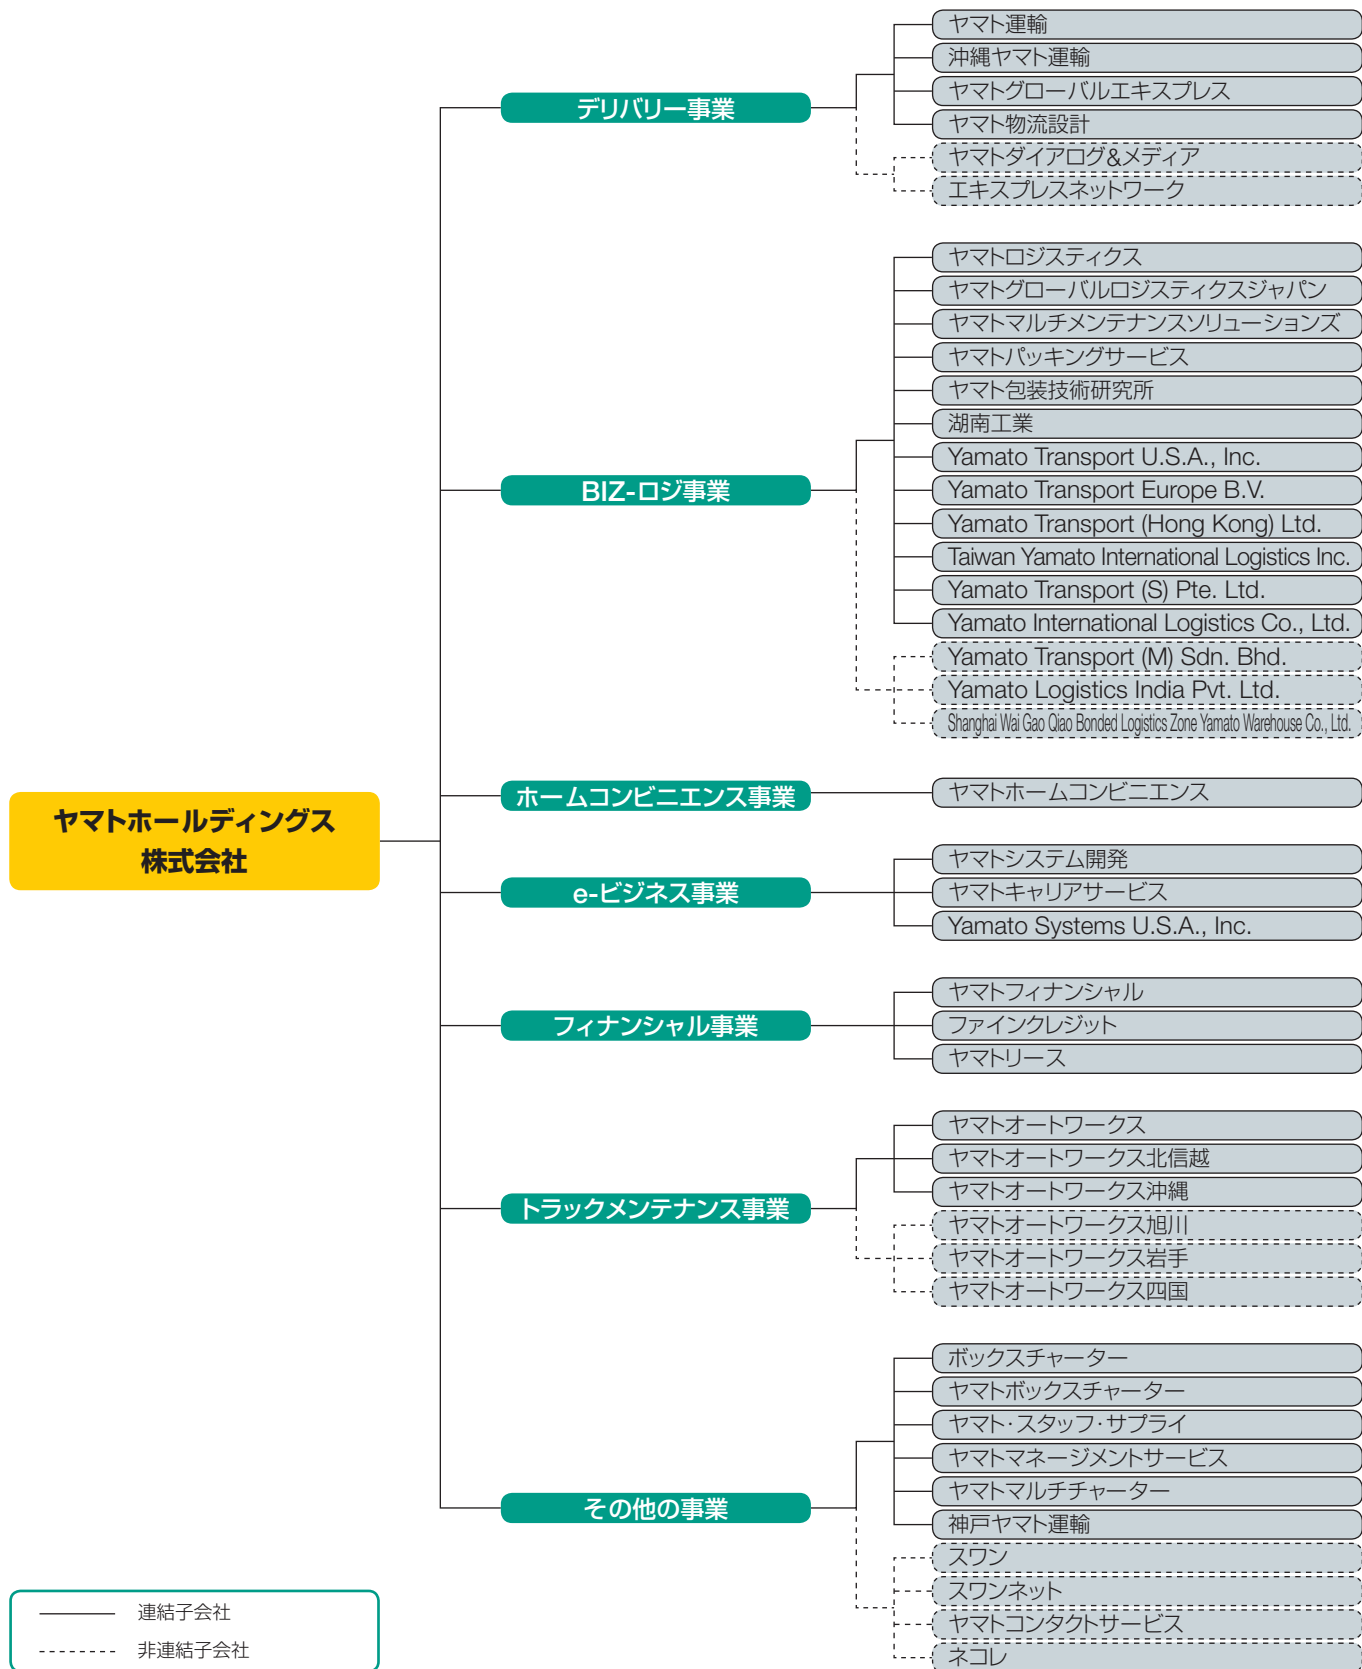 ヤマトホールディングス
株式会社
デリバリー事業
ヤマト運輸
沖縄ヤマト運輸
ヤマトグローバルエキスプレス
ヤマト物流設計
ヤマトダイアログ&メディア
エキスプレスネットワーク
BIZ-ロジ事業
ヤマトロジスティクス
ヤマトグローバルロジスティクスジャパン
ヤマトマルチメンテナンスソリューションズ
ヤマトパッキングサービス
ヤマト包装技術研究所
湖南工業
Yamato Transport U.S.A., Inc.
Yamato Transport Europe B.V.
Yamato Transport (Hong Kong) Ltd.
Taiwan Yamato International Logistics Inc.
Yamato Transport (S) Pte. Ltd.
Yamato International Logistics Co., Ltd.
Yamato Transport (M) Sdn. Bhd.
Yamato Logistics India Pvt. Ltd.
Shanghai Wai Gao Qiao Bonded Logistics Zone Yamato Warehouse Co., Ltd.
ホームコンビニエンス事業
ヤマトホームコンビニエンス
e-ビジネス事業
ヤマトシステム開発
ヤマトキャリアサービス
Yamato Systems U.S.A., Inc.
フィナンシャル事業
ヤマトフィナンシャル
ファインクレジット
ヤマトリース
トラックメンテナンス事業
ヤマトオートワークス
ヤマトオートワークス北信越
ヤマトオートワークス沖縄
ヤマトオートワークス旭川
ヤマトオートワークス岩手
ヤマトオートワークス四国
その他の事業
ボックスチャーター
ヤマトボックスチャーター
ヤマト・スタッフ・サプライ
ヤマトマネージメントサービス
ヤマトマルチチャーター
神戸ヤマト運輸
スワン
スワンネット
ヤマトコンタクトサービス
ネコレ
連結子会社
非連結子会社